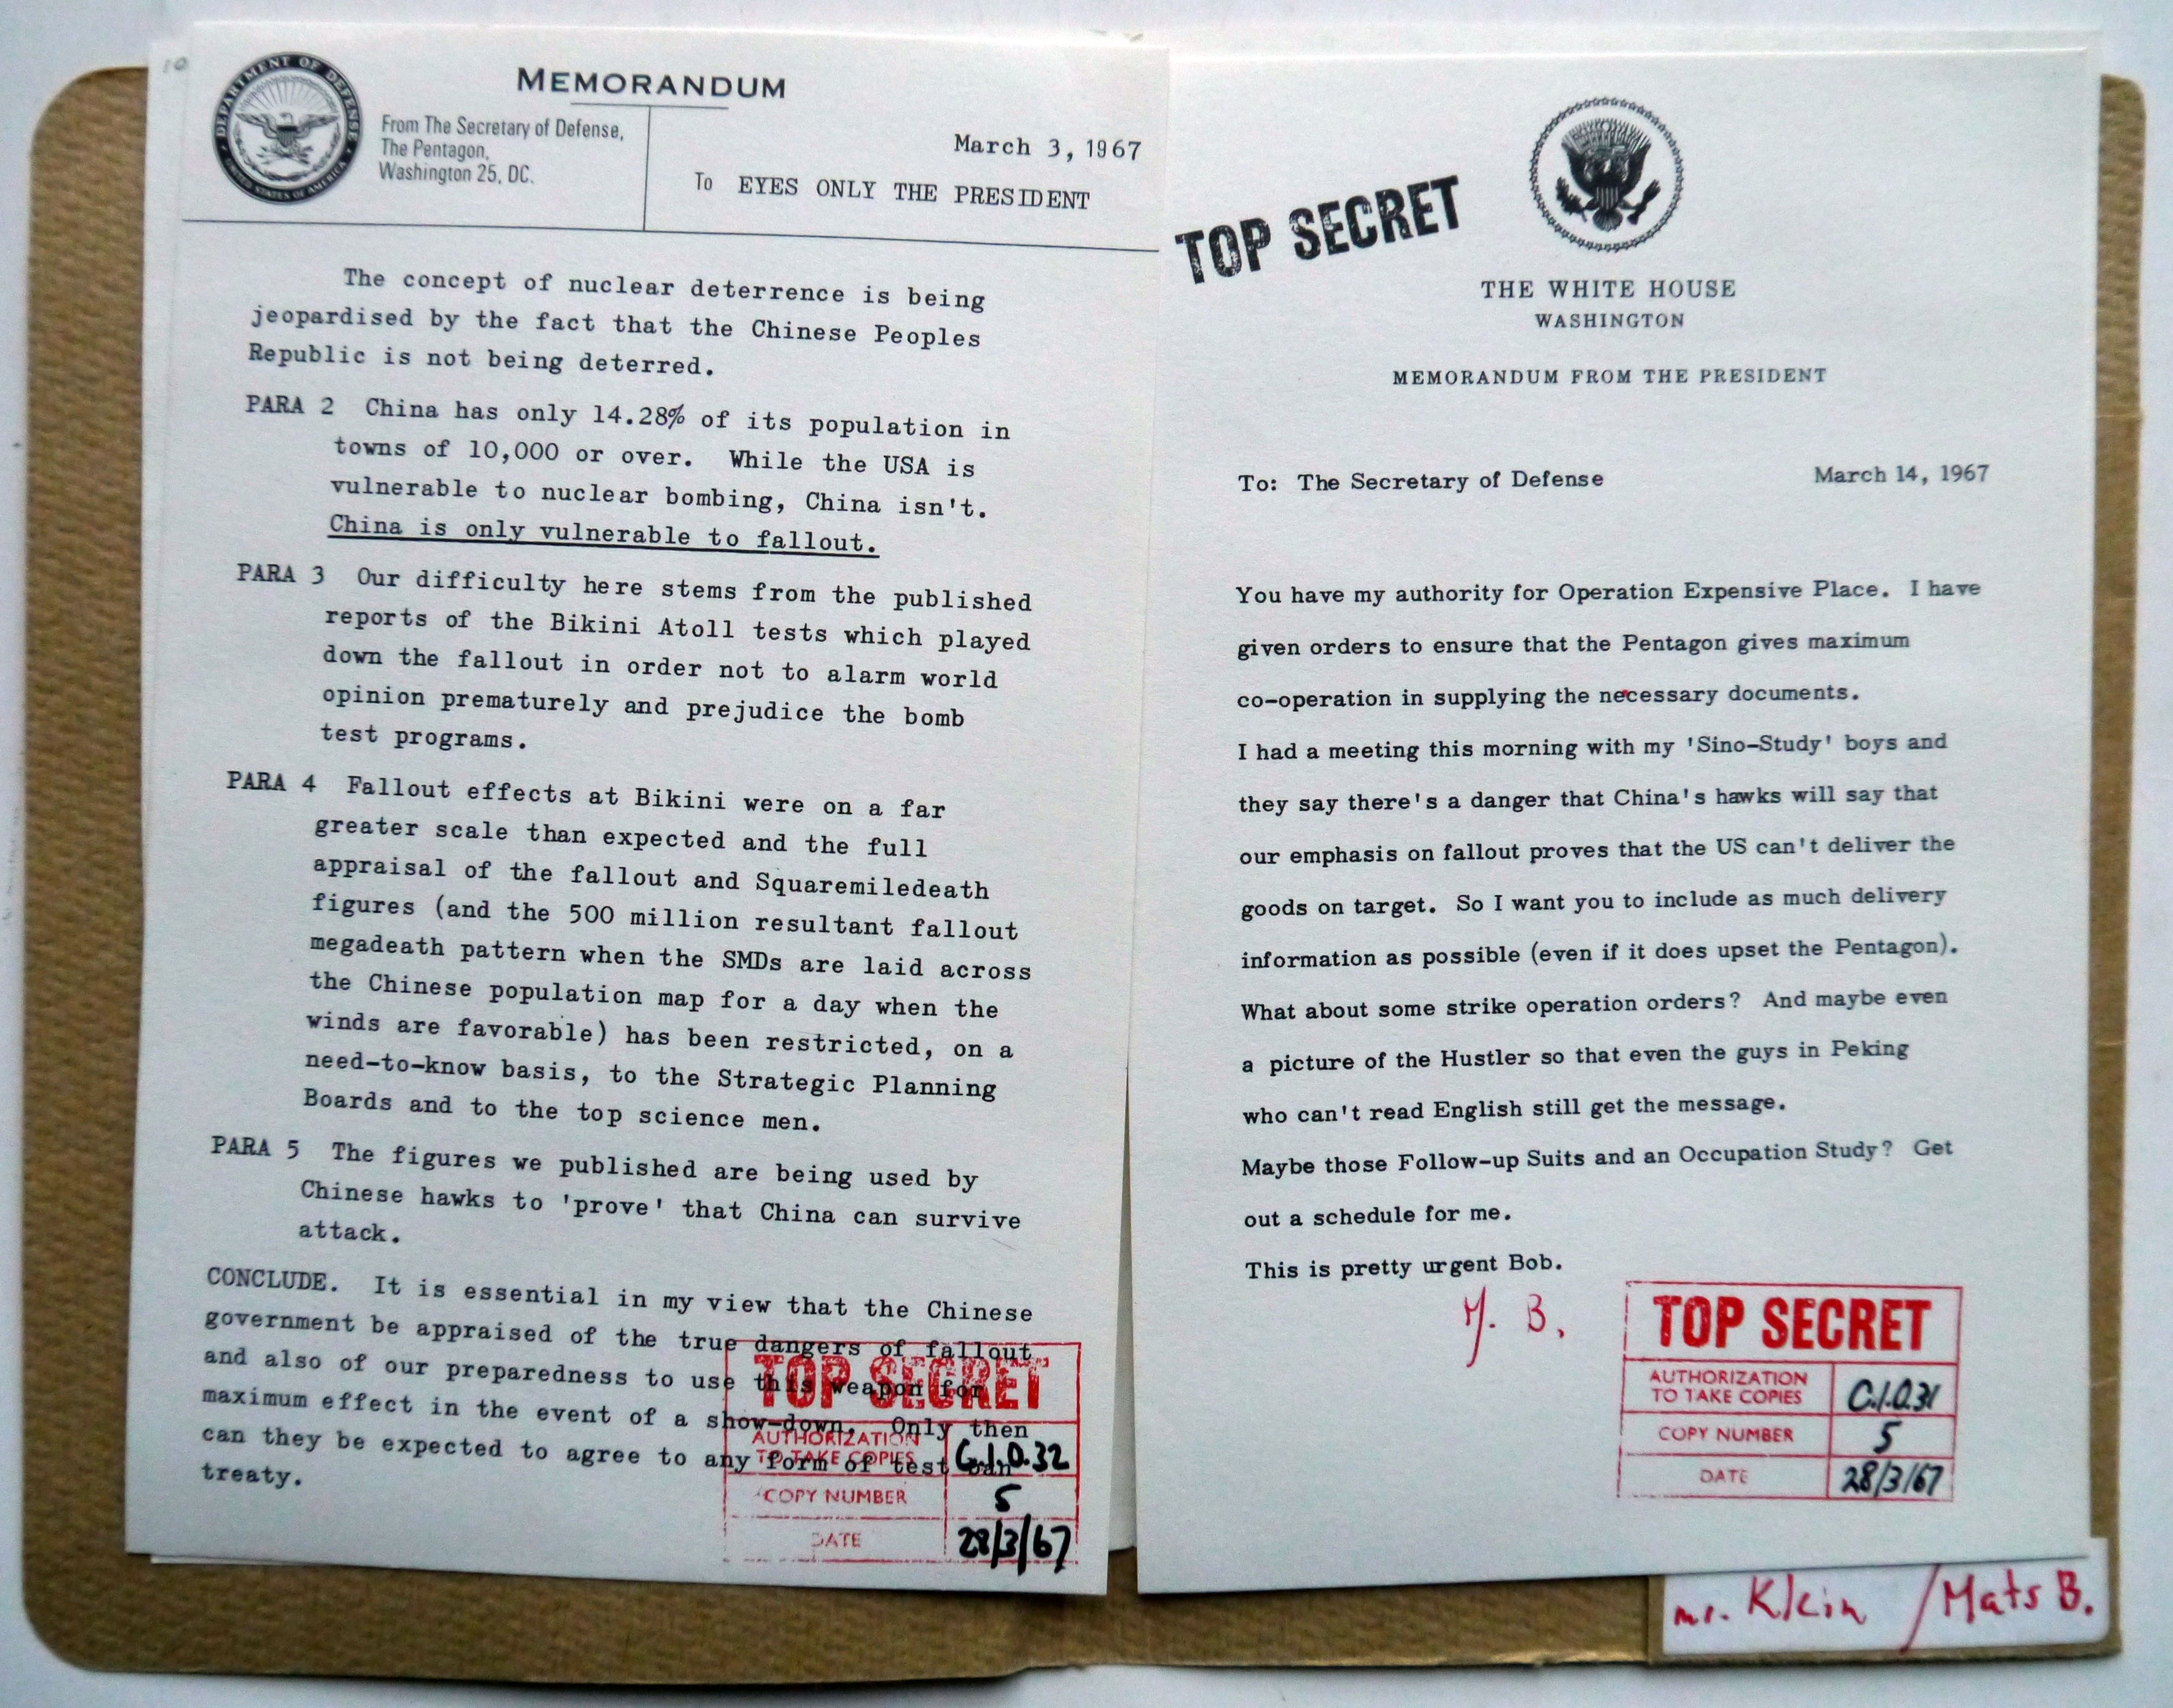 10
DEPARTMENT OF DEFENSE
UNITED STATES OF AMERICA
MEMORANDUM
From The Secretary of Defense,
The Pentagon,
Washington 25, DC.
March 3, 1967
To EYES ONLY THE PRESIDENT
The concept of nuclear deterrence is being
jeopardised by the fact that the Chinese Peoples
Republic is not being deterred.
PARA 2 China has only 14.28% of its population in
towns of 10,000 or over. While the USA is
vulnerable to nuclear bombing, China isn't.
China is only vulnerable to fallout.
PARA 3 Our difficulty here stems from the published
reports of the Bikini Atoll tests which played
down the fallout in order not to alarm world
opinion prematurely and prejudice the bomb
test programs.
PARA 4 Fallout effects at Bikini were on a far
greater scale than expected and the full
appraisal of the fallout and Squaremiledeath
figures (and the 500 million resultant fallout
megadeath pattern when the SMDs are laid across
the Chinese population map for a day when the
winds are favorable) has been restricted, on a
need-to-know basis, to the Strategic Planning
Boards and to the top science men.
PARA 5 The figures we published are being used by
Chinese hawks to 'prove' that China can survive
attack.
CONCLUDE. It is essential in my view that the Chinese
government be appraised of the true dangers of fallout
and also of our preparedness to use this weapon for
maximum effect in the event of a show-down. Only then
can they be expected to agree to any form of test ban
treaty.
TOP SECRET
AUTHORIZATION
TO TAKE COPIES
C.I.O.32
COPY NUMBER 5
DATE 28/3/67
TOP SECRET
THE WHITE HOUSE
WASHINGTON
MEMORANDUM FROM THE PRESIDENT
To: The Secretary of Defense March 14, 1967
You have my authority for Operation Expensive Place. I have
given orders to ensure that the Pentagon gives maximum
co-operation in supplying the necessary documents.
I had a meeting this morning with my 'Sino-Study' boys and
they say there's a danger that China's hawks will say that
our emphasis on fallout proves that the US can't deliver the
goods on target. So I want you to include as much delivery
information as possible (even if it does upset the Pentagon).
What about some strike operation orders? And maybe even
a picture of the Hustler so that even the guys in Peking
who can't read English still get the message.
Maybe those Follow-up Suits and an Occupation Study? Get
out a schedule for me.
This is pretty urgent Bob.
M. B.
TOP SECRET
AUTHORIZATION
TO TAKE COPIES
C.I.O.31
COPY NUMBER 5
DATE 28/3/67
mr. Klein / Mats B.